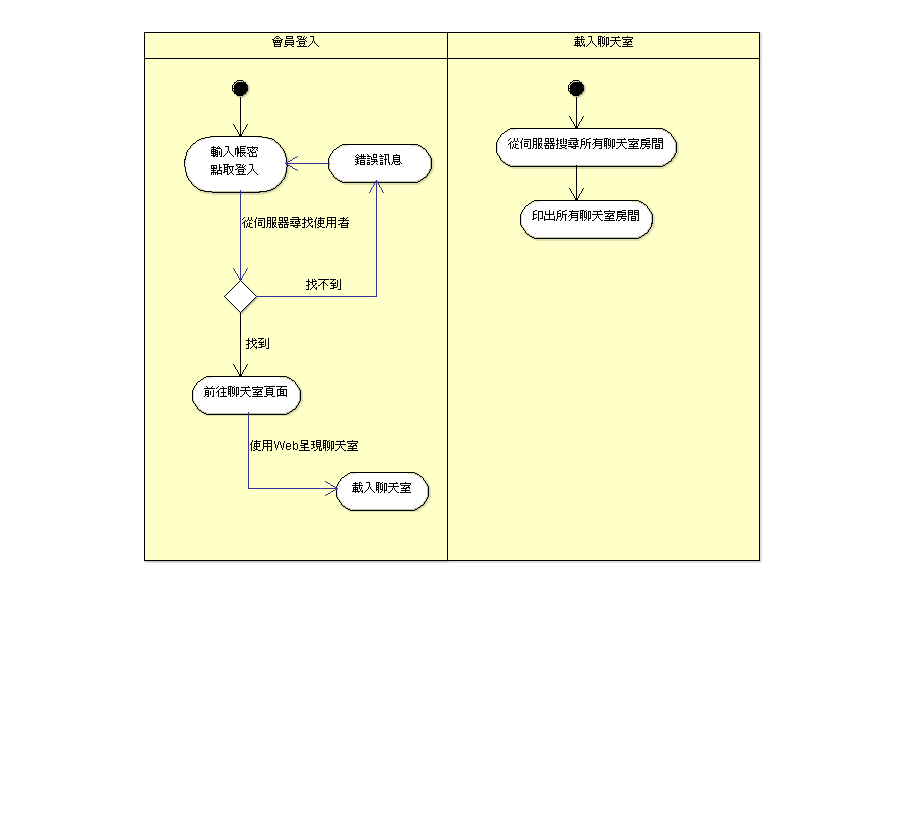 會員登入
載入聊天室
輸入帳密
點取登入
錯誤訊息
從伺服器搜尋所有聊天室房間
印出所有聊天室房間
從伺服器尋找使用者
找不到
找到
前往聊天室頁面
使用Web呈現聊天室
載入聊天室